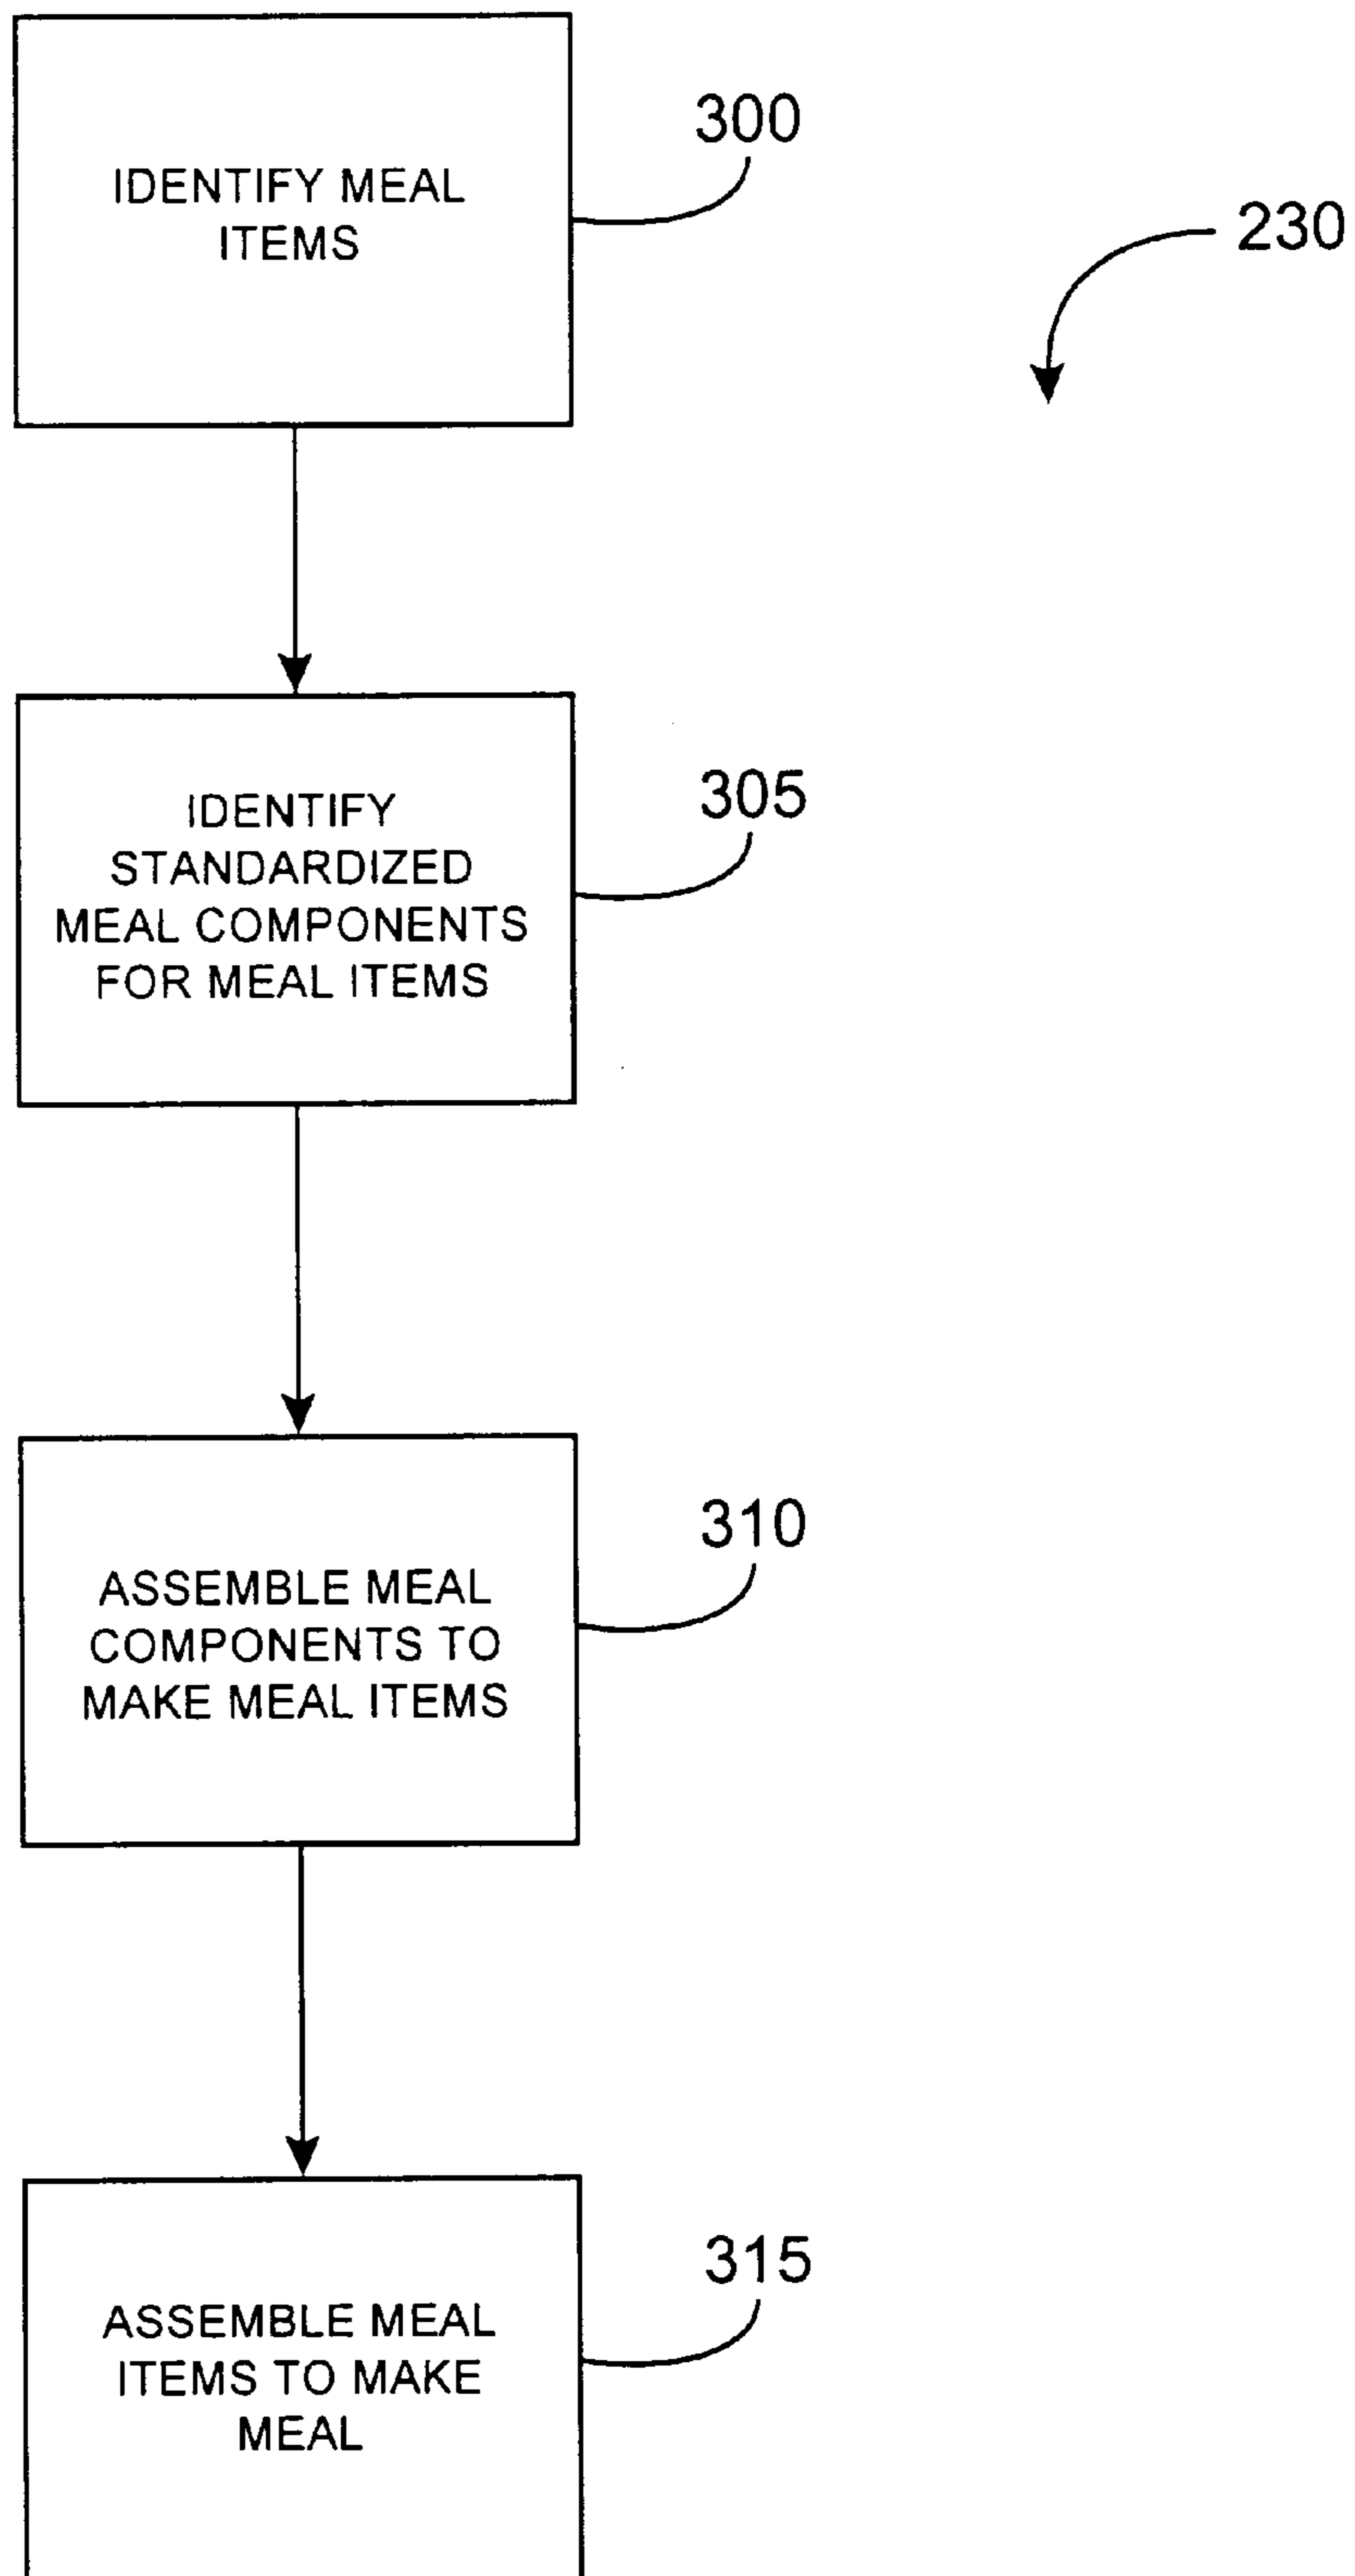 IDENTIFY MEAL
ITEMS
300
230
IDENTIFY
STANDARDIZED
MEAL COMPONENTS
FOR MEAL ITEMS
305
ASSEMBLE MEAL
COMPONENTS TO
MAKE MEAL ITEMS
310
ASSEMBLE MEAL
ITEMS TO MAKE
MEAL
315